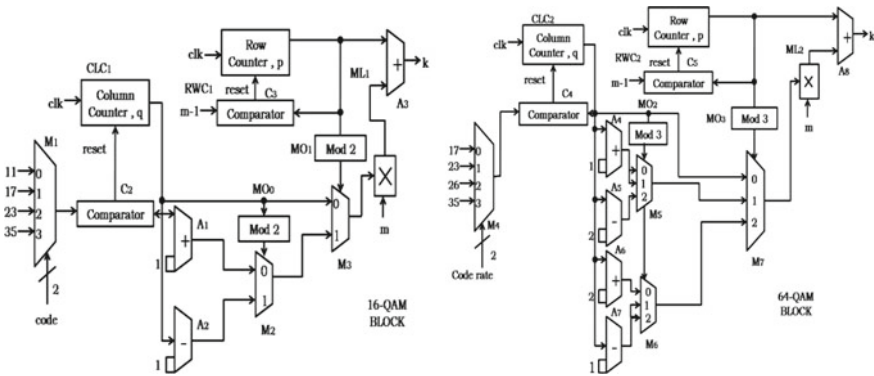 CLC1
clk
Column
Counter, q
reset
clk
Row
Counter, p
RWC1
reset
C3
m-1
Comparator
ML1
+
k
A3
MO1
Mod 2
X
m
M1
11
17
23
35
0
1
2
3
2
code
C2
Comparator
MO0
Mod 2
A1
+
1
A2
-
1
0
1
M2
0
1
M3
16-QAM
BLOCK
CLC2
clk
Column
Counter, q
reset
C4
Comparator
clk
Row
Counter, p
RWC2
reset
C5
m-1
Comparator
ML2
+
k
A8
X
m
MO2
Mod 3
MO3
Mod 3
17
23
26
35
0
1
2
3
M4
2
Code rate
A4
+
1
A5
-
2
A6
+
2
A7
-
1
0
1
2
M5
0
1
2
M6
0
1
2
M7
64-QAM
BLOCK